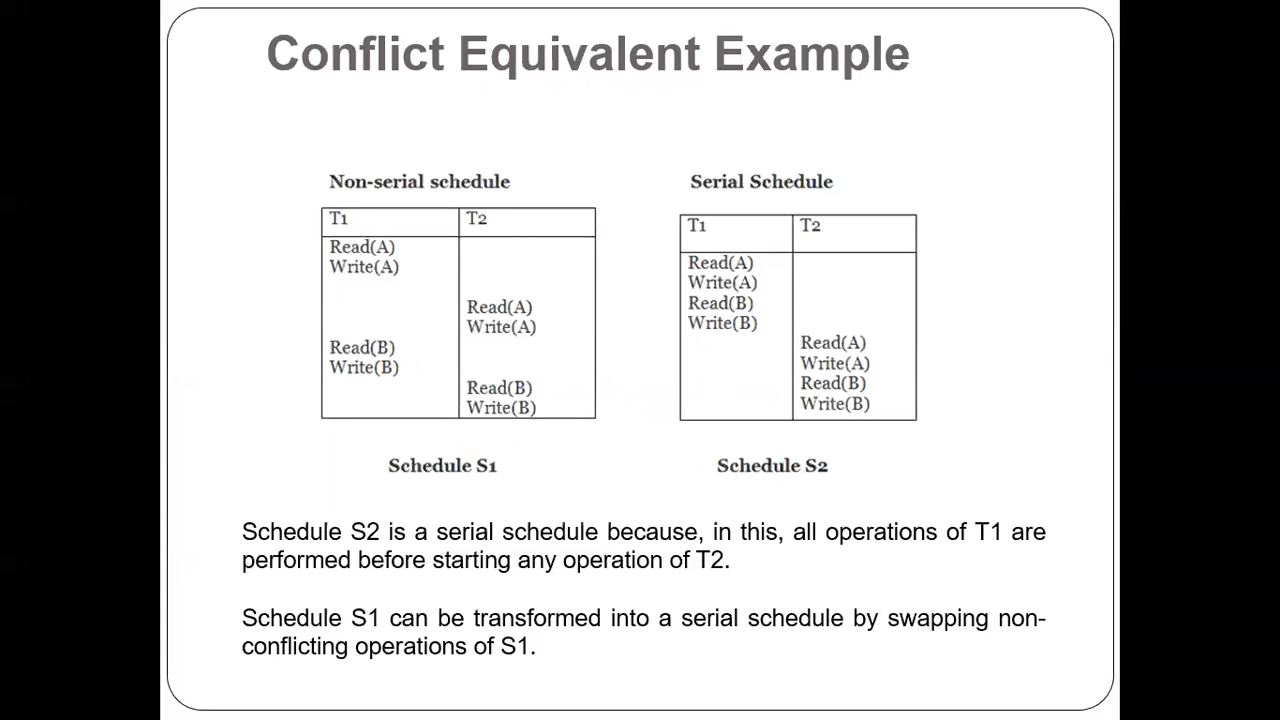 Conflict Equivalent Example
Non-serial schedule
T1 T2
Read(A)
Write(A)
Read(A)
Write(A)
Read(B)
Write(B)
Read(B)
Write(B)
Schedule S1
Serial Schedule
T1 T2
Read(A)
Write(A)
Read(B)
Write(B)
Read(A)
Write(A)
Read(B)
Write(B)
Schedule S2
Schedule S2 is a serial schedule because, in this, all operations of T1 are
performed before starting any operation of T2.
Schedule S1 can be transformed into a serial schedule by swapping non-
conflicting operations of S1.